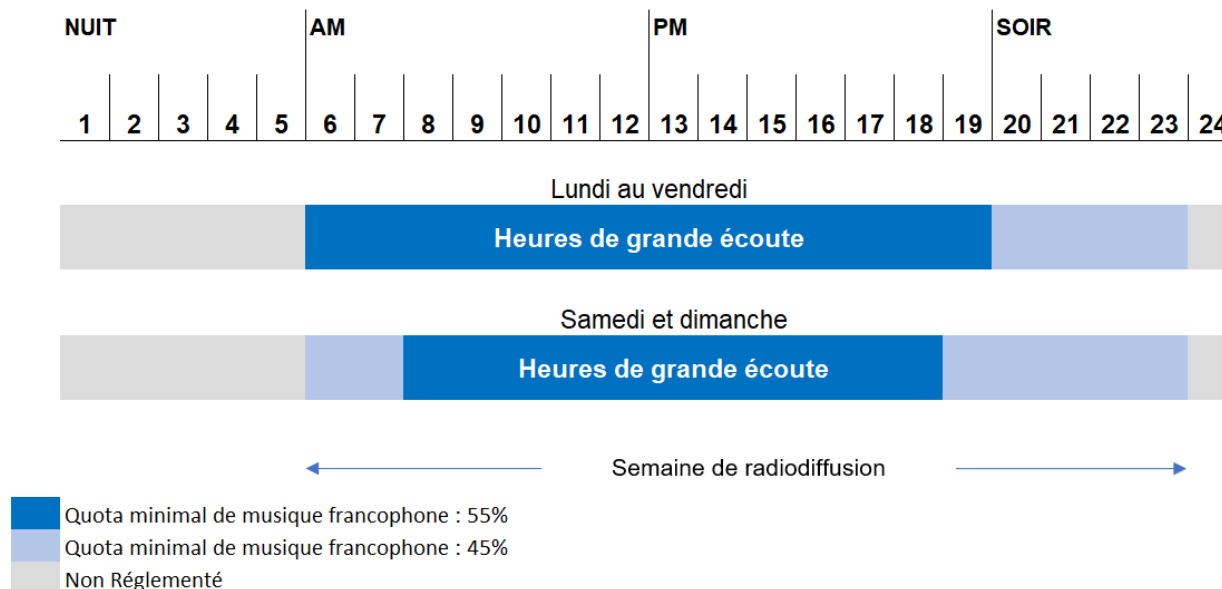 NUIT AM PM SOIR
1 2 3 4 5 6 7 8 9 10 11 12 13 14 15 16 17 18 19 20 21 22 23 24
Lundi au vendredi
Heures de grande écoute
Samedi et dimanche
Heures de grande écoute
Semaine de radiodiffusion
Quota minimal de musique francophone : 55%
Quota minimal de musique francophone : 45%
Non Réglementé